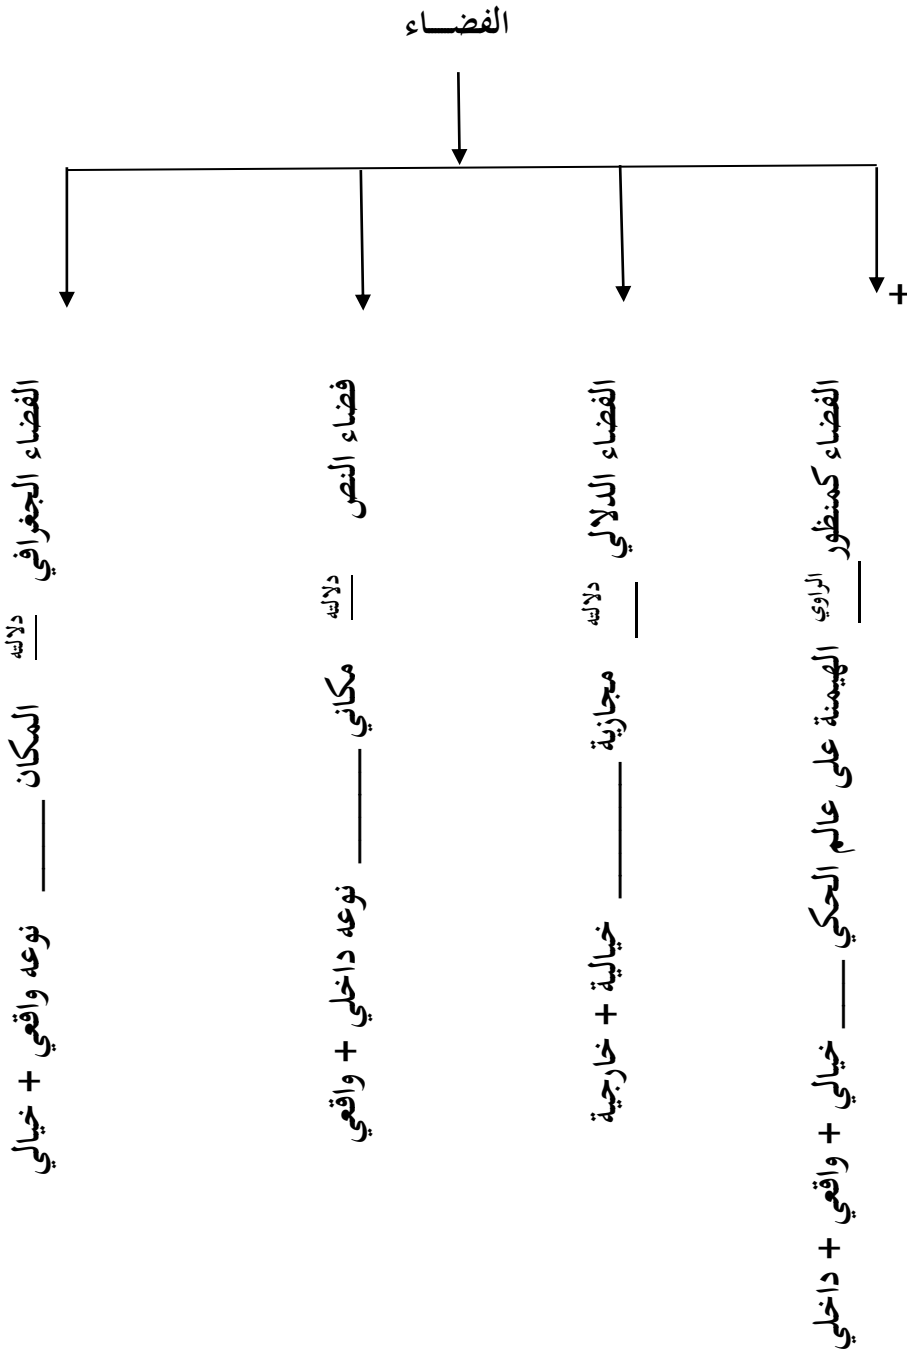 الفضـــاء
+
الفضاء كمنظور
الراوي
الهيمنة على عالم الحكي
خيالي + واقعي + داخلي
الفضاء الدلالي
دلالته
مجازية
خيالية + خارجية
فضاء النص
دلالته
مكاني
نوعه داخلي + واقعي
الفضاء الجغرافي
دلالته
المكان
نوعه واقعي + خيالي